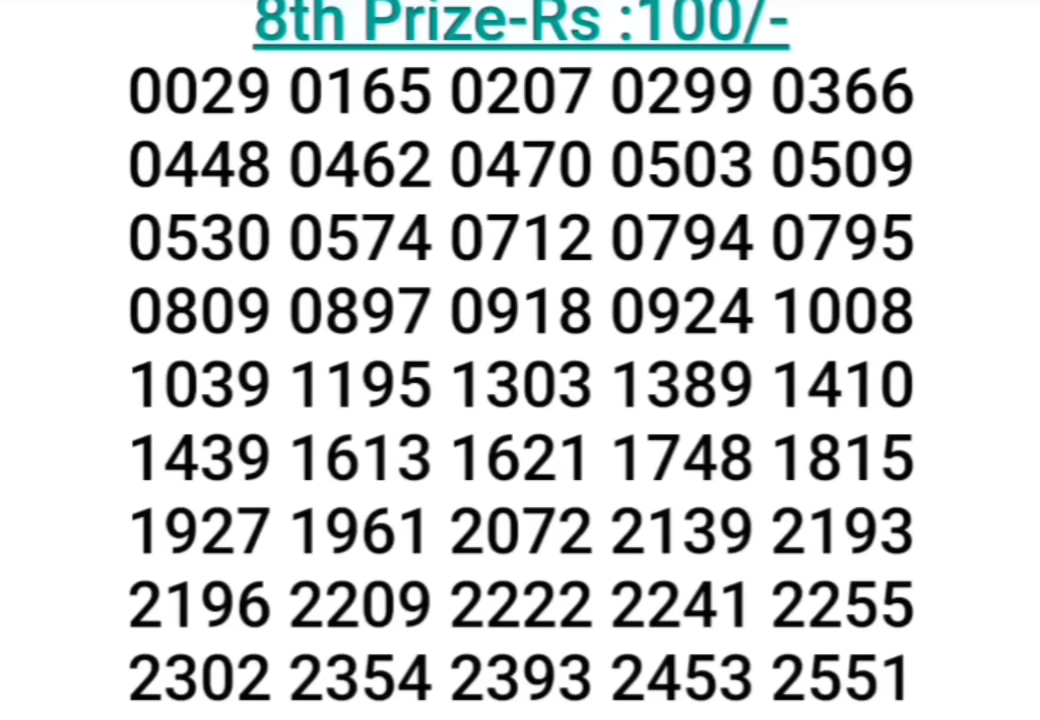 8th Prize-Rs :100/-
0029 0165 0207 0299 0366
0448 0462 0470 0503 0509
0530 0574 0712 0794 0795
0809 0897 0918 0924 1008
1039 1195 1303 1389 1410
1439 1613 1621 1748 1815
1927 1961 2072 2139 2193
2196 2209 2222 2241 2255
2302 2354 2393 2453 2551